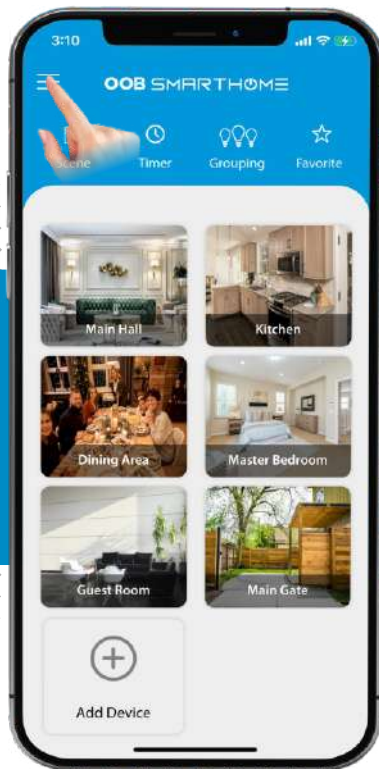 3:10
OOB SMARTHOME
Scene Timer Grouping Favorite
Main Hall Kitchen
Dining Area Master Bedroom
Guest Room Main Gate
Add Device